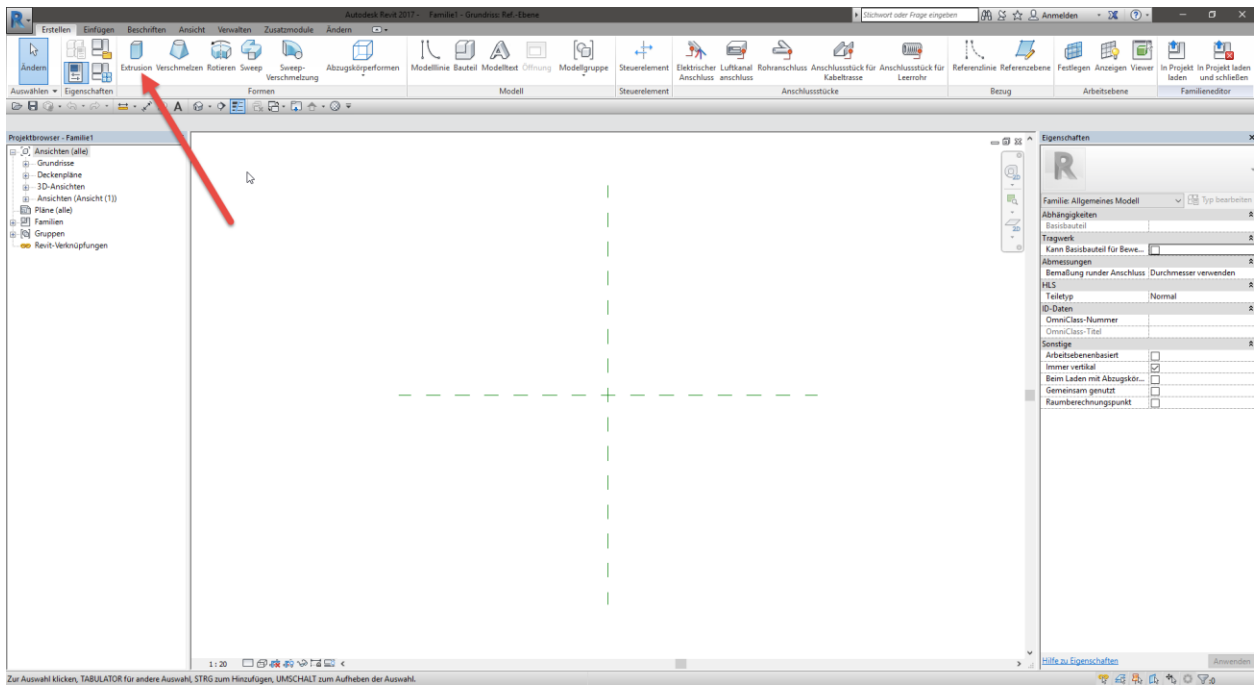 Autodesk Revit 2017 - Familie1 - Grundriss: Ref.-Ebene
Stichwort oder Frage eingeben
Anmelden
Erstellen Einfügen Beschriften Ansicht Verwalten Zusatzmodule Ändern
Ändern
Extrusion Verschmelzen Rotieren Sweep Sweep-Verschmelzung Abzugskörperformen
Modelllinie Bauteil Modelltext Öffnung Modellgruppe
Steuerelement
Elektrischer Anschluss Luftkanal anschluss Rohranschluss Anschlussstück für Kabeltrasse Anschlussstück für Leerrohr
Referenzlinie Referenzebene
Festlegen Anzeigen Viewer
In Projekt laden In Projekt laden und schließen
Auswählen Eigenschaften Formen Modell Steuerelement Anschlussstücke Bezug Arbeitsebene Familieneditor
Projektbrowser - Familie1
Ansichten (alle)
Grundrisse
Deckenpläne
3D-Ansichten
Ansichten (Ansicht (1))
Pläne (alle)
Familien
Gruppen
Revit-Verknüpfungen
2D
Eigenschaften
Familie: Allgemeines Modell
Typ bearbeiten
Abhängigkeiten
Basisbauteil
Tragwerk
Kann Basisbauteil für Bewe...
Abmessungen
Bemaßung runder Anschluss Durchmesser verwenden
HLS
Teiletyp Normal
ID-Daten
OmniClass-Nummer
OmniClass-Titel
Sonstige
Arbeitsebenenbasiert
Immer vertikal
Beim Laden mit Abzugskör...
Gemeinsam genutzt
Raumberechnungspunkt
1 : 20
Hilfe zu Eigenschaften
Anwenden
Zur Auswahl klicken, TABULATOR für andere Auswahl, STRG zum Hinzufügen, UMSCHALT zum Aufheben der Auswahl.
:0